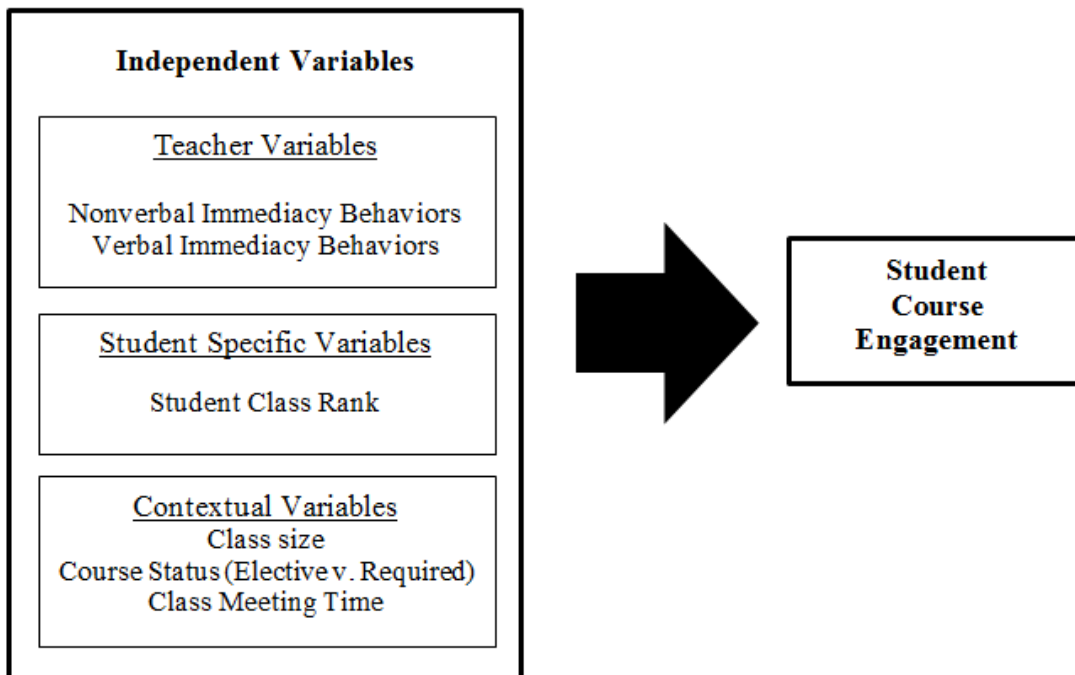 Independent Variables
Teacher Variables
Nonverbal Immediacy Behaviors
Verbal Immediacy Behaviors
Student Specific Variables
Student Class Rank
Contextual Variables
Class size
Course Status (Elective v. Required)
Class Meeting Time
Student
Course
Engagement